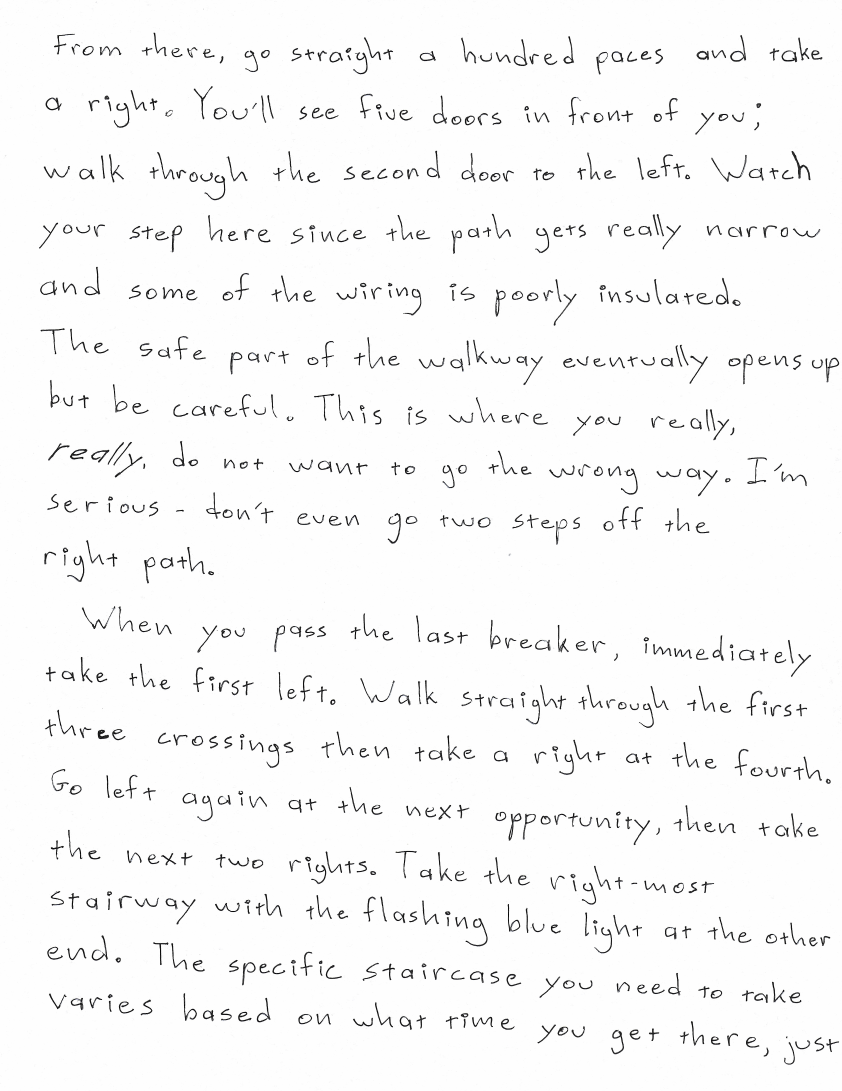 From there, go straight a hundred paces and take
a right. You'll see five doors in front of you;
walk through the second door to the left. Watch
your step here since the path gets really narrow
and some of the wiring is poorly insulated.
The safe part of the walkway eventually opens up
but be careful. This is where you really,
really, do not want to go the wrong way. I'm
serious - don't even go two steps off the
right path.
When you pass the last breaker, immediately
take the first left. Walk straight through the first
three crossings then take a right at the fourth.
Go left again at the next opportunity, then take
the next two rights. Take the right-most
stairway with the flashing blue light at the other
end. The specific staircase you need to take
varies based on what time you get there, just